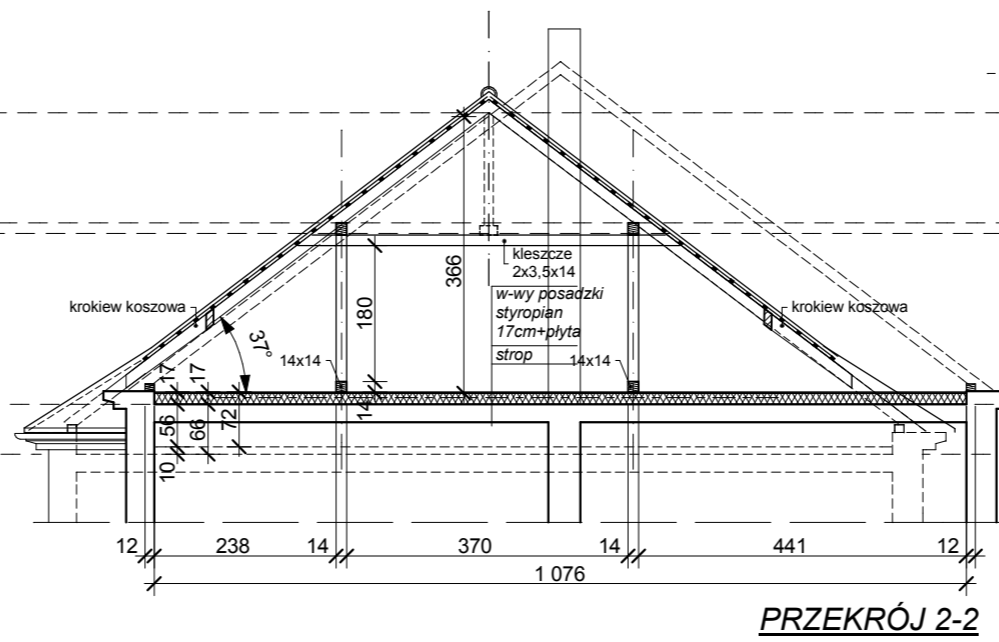 kleszcze
2x3,5x14
366
w-wy posadzki
styropian
17cm+płyta
strop
krokiew koszowa
krokiew koszowa
180
37°
14x14
14x14
17
17
14
56
66
72
10
12
238
14
370
14
441
12
1 076
PRZEKRÓJ 2-2